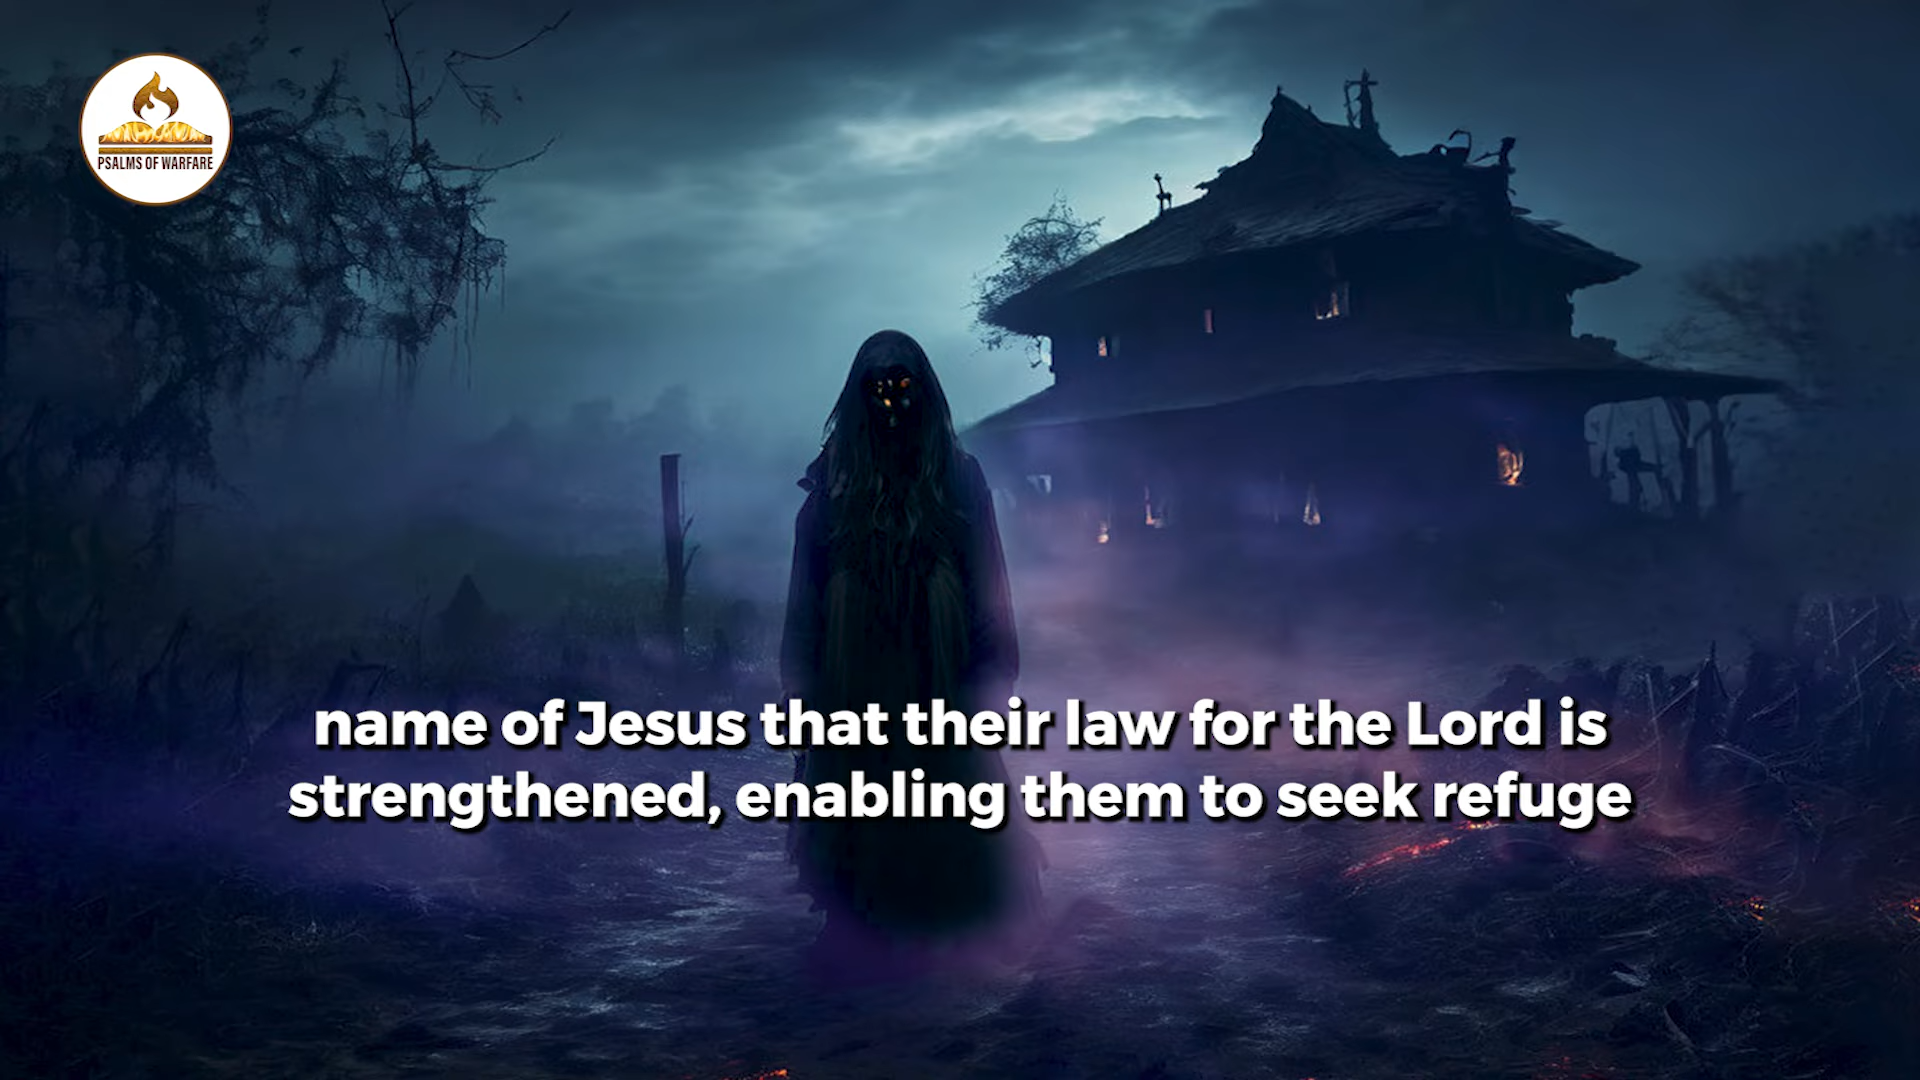 PSALMS OF WARFARE
name of Jesus that their law for the Lord is
strengthened, enabling them to seek refuge